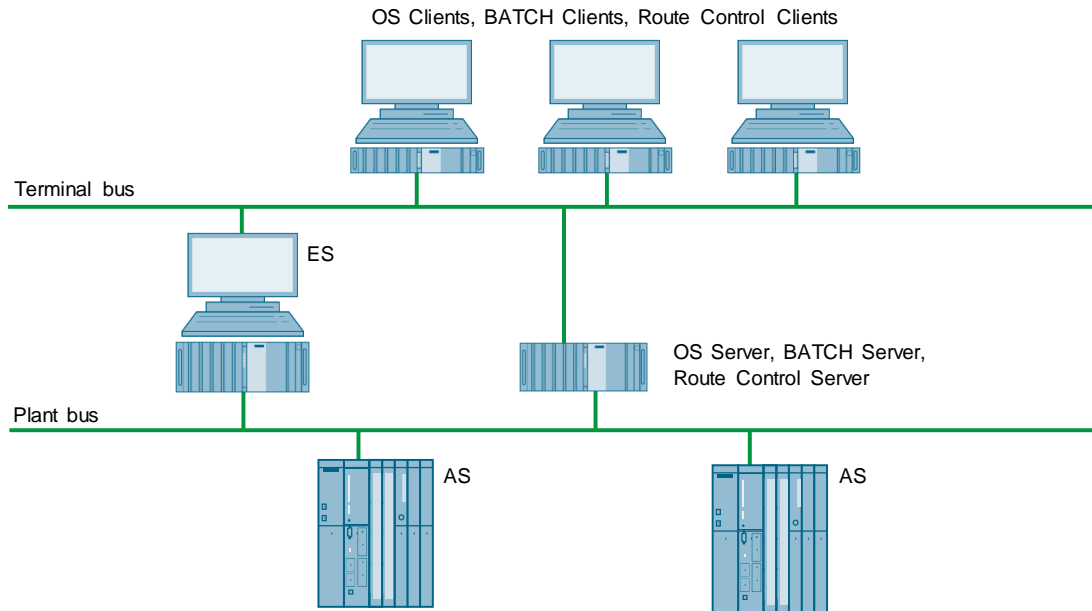 OS Clients, BATCH Clients, Route Control Clients
Terminal bus
ES
OS Server, BATCH Server,
Route Control Server
Plant bus
AS
AS